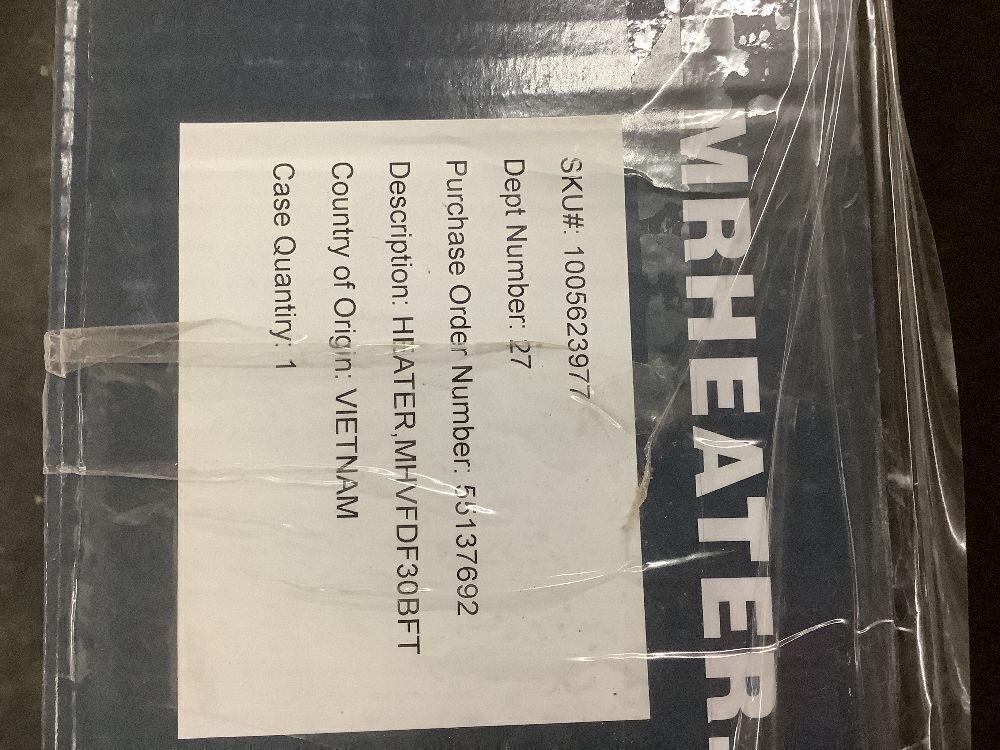 MRHEATER.
SKU#: 1005623977
Dept Number: 27
Purchase Order Number: 55137692
Description: HEATER,MHVFDF30BFT
Country of Origin: VIETNAM
Case Quantiry: 1